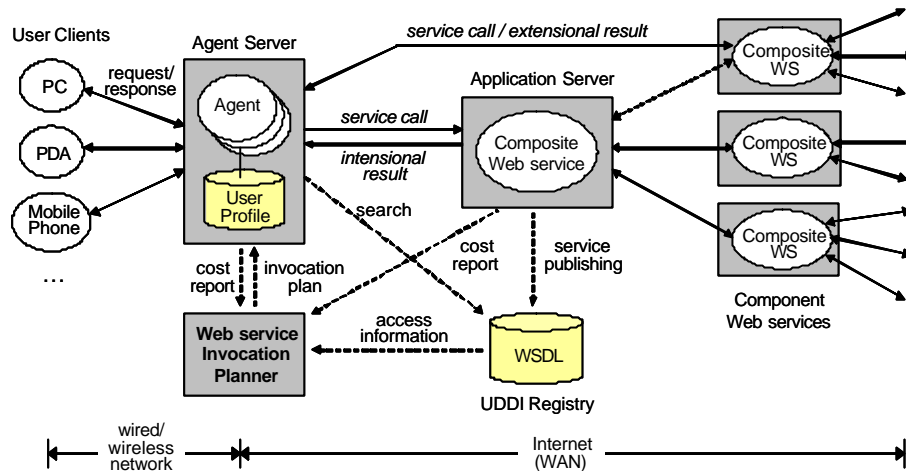 User Clients
PC
PDA
Mobile
Phone
...
request/
response
Agent Server
Agent
User
Profile
service call / extensional result
service call
intensional
result
Application Server
Composite
Web service
Composite
WS
Composite
WS
Composite
WS
Component
Web services
search
cost
report
invocation
plan
cost
report
service
publishing
access
information
Web service
Invocation
Planner
WSDL
UDDI Registry
wired/
wireless
network
Internet
(WAN)